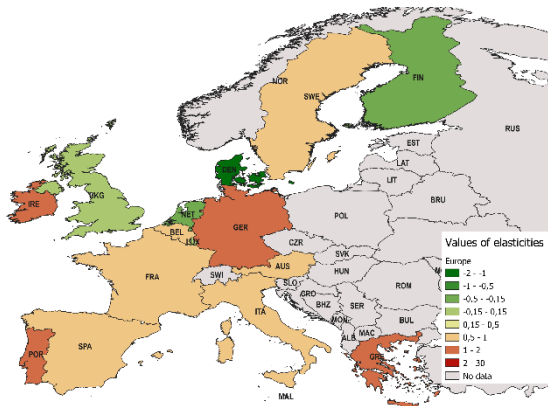 NOR
FIN
SWE
RUS
EST
LAT
DEN
LIT
UKG
IRE
BRU
NET
POL
GER
BEL
LUX
CZR
SVK
FRA
AUS
HUN
SWI
SLO
ROM
CRO
BHZ
SER
ITA
MON
BUL
MAC
ALB
POR
SPA
GRE
MAL
Values of elasticities
Europe
-2 - -1
-1 - -0,5
-0,5 - -0,15
-0,15 - 0,15
0,15 - 0,5
0,5 - 1
1 - 2
2 - 30
No data